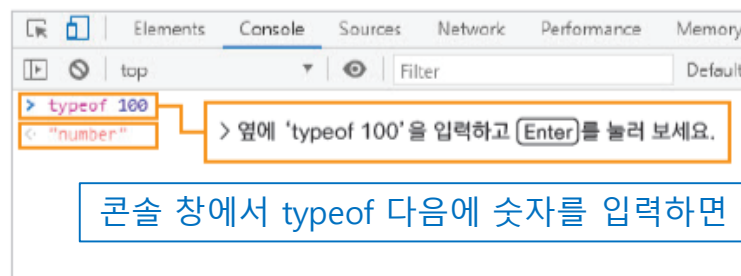 Elements Console Sources Network Performance Memory
top Filter Default
> typeof 100
"number"
> 옆에 ‘typeof 100’을 입력하고 Enter를 눌러 보세요.
콘솔 창에서 typeof 다음에 숫자를 입력하면